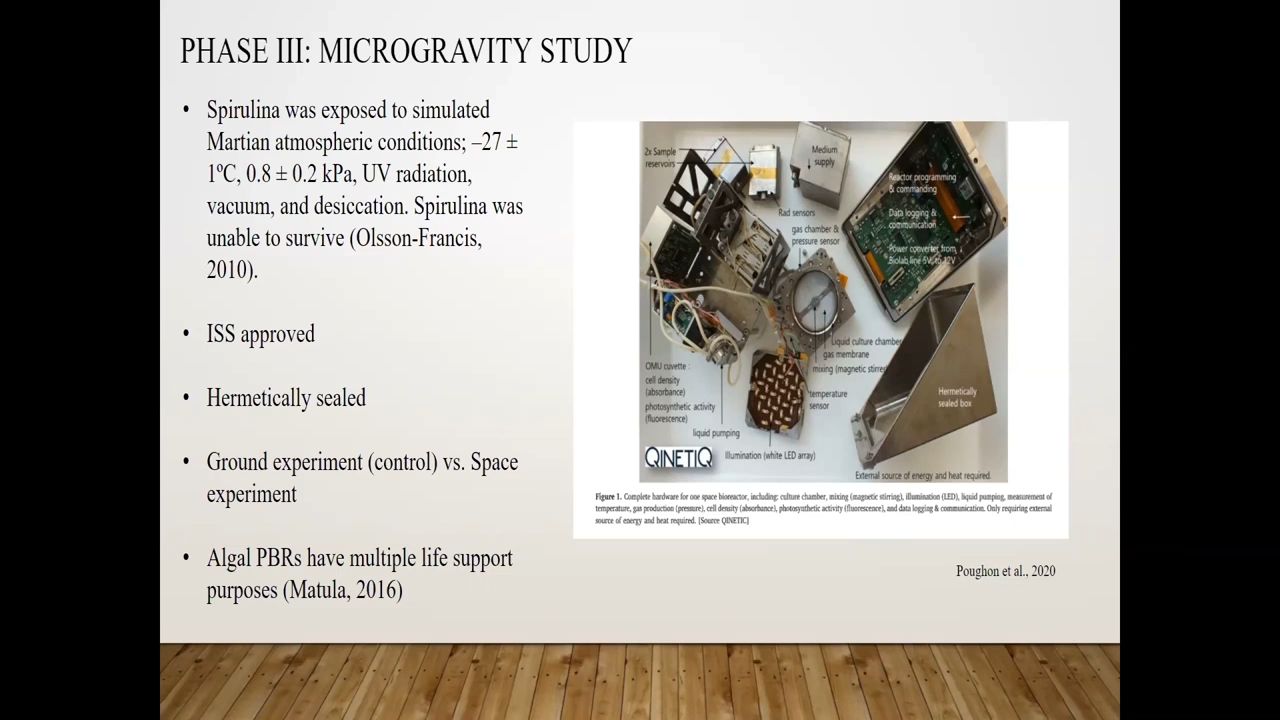 PHASE III: MICROGRAVITY STUDY
• Spirulina was exposed to simulated
Martian atmospheric conditions; –27 ±
1ºC, 0.8 ± 0.2 kPa, UV radiation,
vacuum, and desiccation. Spirulina was
unable to survive (Olsson-Francis,
2010).
• ISS approved
• Hermetically sealed
• Ground experiment (control) vs. Space
experiment
• Algal PBRs have multiple life support
purposes (Matula, 2016)
2x Sample
reservoirs
Medium
supply
Rad sensors
gas chamber &
pressure sensor
Reactor programming
& commanding
Data logging &
communication
Power converter from
Biolab line 5V, to 12V
Liquid culture chamber
gas membrane
mixing (magnetic stirrer
temperature
sensor
OMU cuvette :
cell density
(absorbance)
photosynthetic activity
(fluorescence)
liquid pumping
Illumination (white LED array)
Hermetically
sealed box
QINETIQ
External source of energy and heat required.
Figure 1. Complete hardware for one space bioreactor, including: culture chamber, mixing (magnetic stirring), illumination (LED), liquid pumping, measurement of
temperature, gas production (pressure), cell density (absorbance), photosynthetic activity (fluorescence), and data logging & communication. Only requiring external
source of energy and heat required. [Source QINETIC]
Poughon et al., 2020